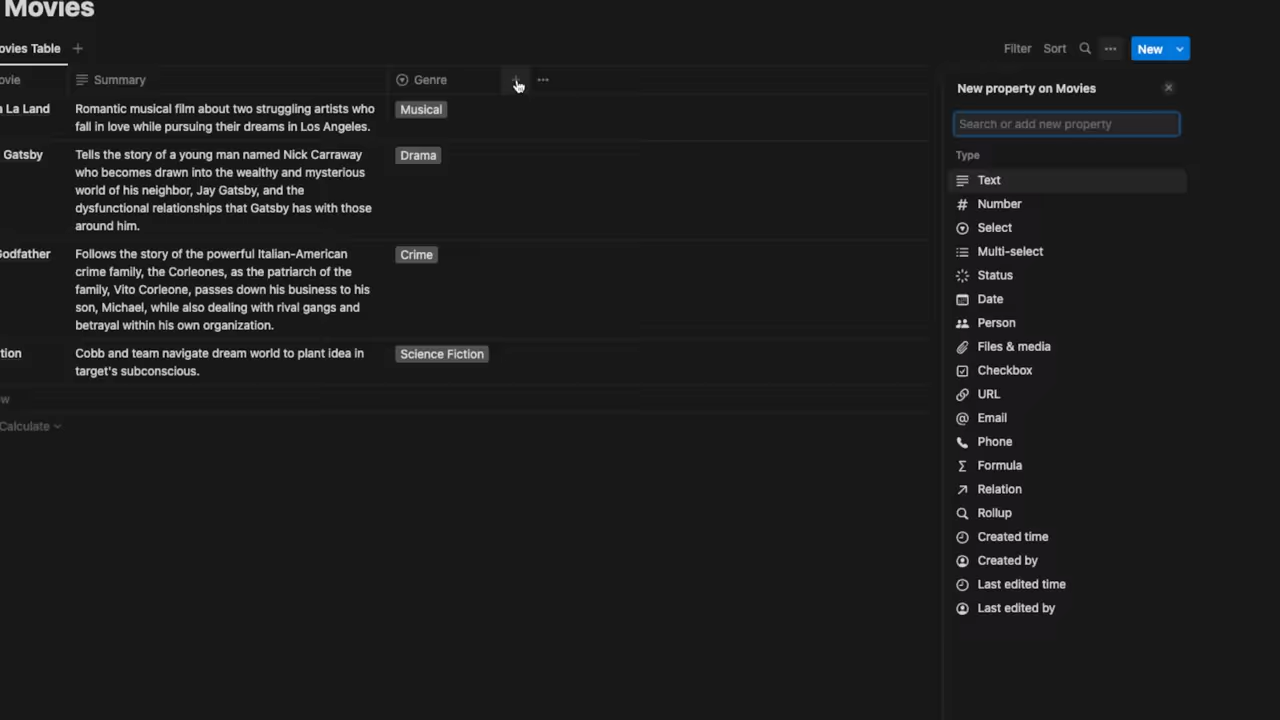 Movies
ovies Table
Filter Sort New
ovie Summary Genre
a La Land
Romantic musical film about two struggling artists who
fall in love while pursuing their dreams in Los Angeles.
Musical
Gatsby
Tells the story of a young man named Nick Carraway
who becomes drawn into the wealthy and mysterious
world of his neighbor, Jay Gatsby, and the
dysfunctional relationships that Gatsby has with those
around him.
Drama
Godfather
Follows the story of the powerful Italian-American
crime family, the Corleones, as the patriarch of the
family, Vito Corleone, passes down his business to his
son, Michael, while also dealing with rival gangs and
betrayal within his own organization.
Crime
tion
Cobb and team navigate dream world to plant idea in
target's subconscious.
Science Fiction
w
Calculate
New property on Movies
Search or add new property
Type
Text
Number
Select
Multi-select
Status
Date
Person
Files & media
Checkbox
URL
Email
Phone
Formula
Relation
Rollup
Created time
Created by
Last edited time
Last edited by